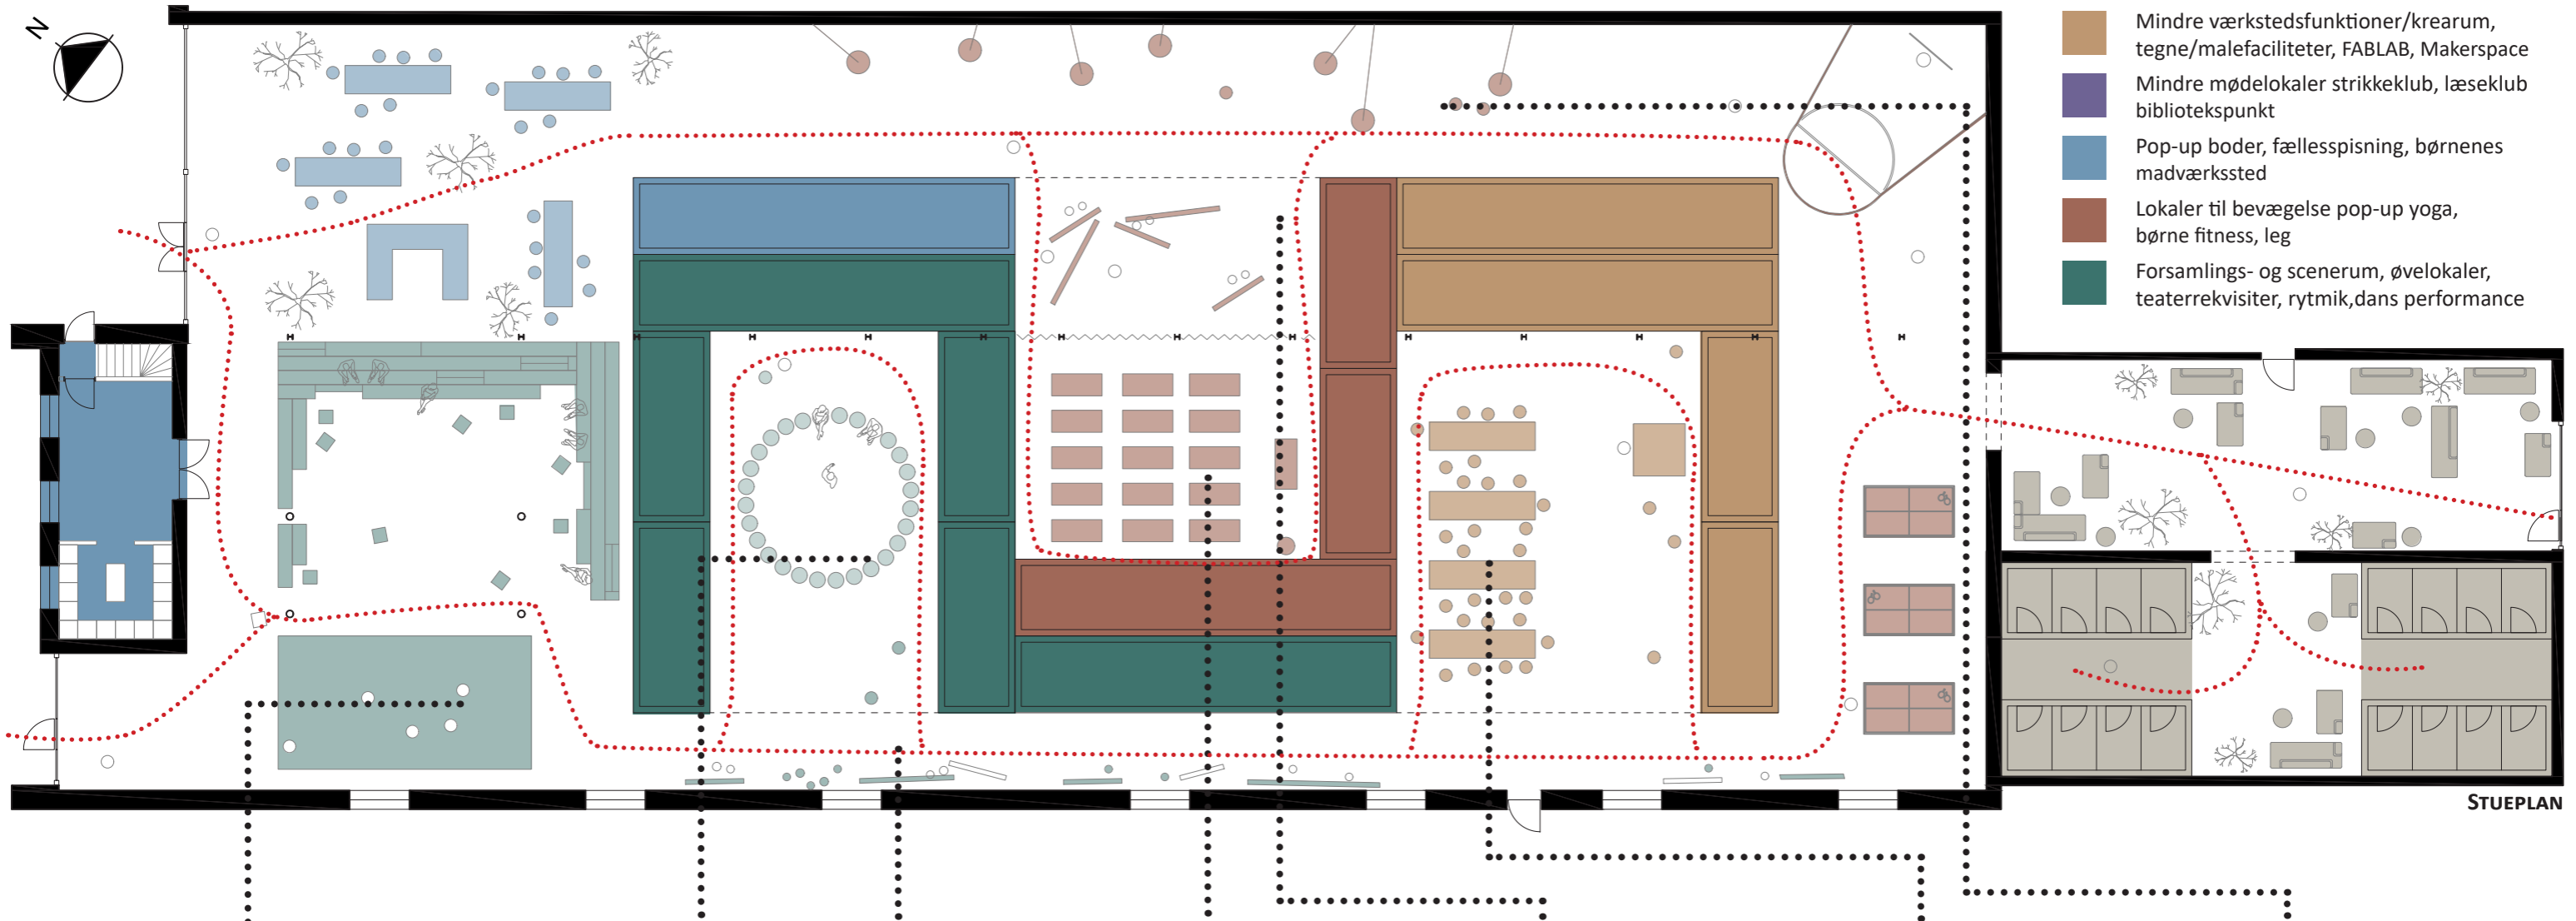 N
Mindre værkstedsfunktioner/krearum,
tegne/malefaciliteter, FABLAB, Makerspace
Mindre mødelokaler strikkeklub, læseklub
bibliotekspunkt
Pop-up boder, fællesspisning, børnenes
madværkssted
Lokaler til bevægelse pop-up yoga,
børne fitness, leg
Forsamlings- og scenerum, øvelokaler,
teaterrekvisiter, rytmik,dans performance
STUEPLAN